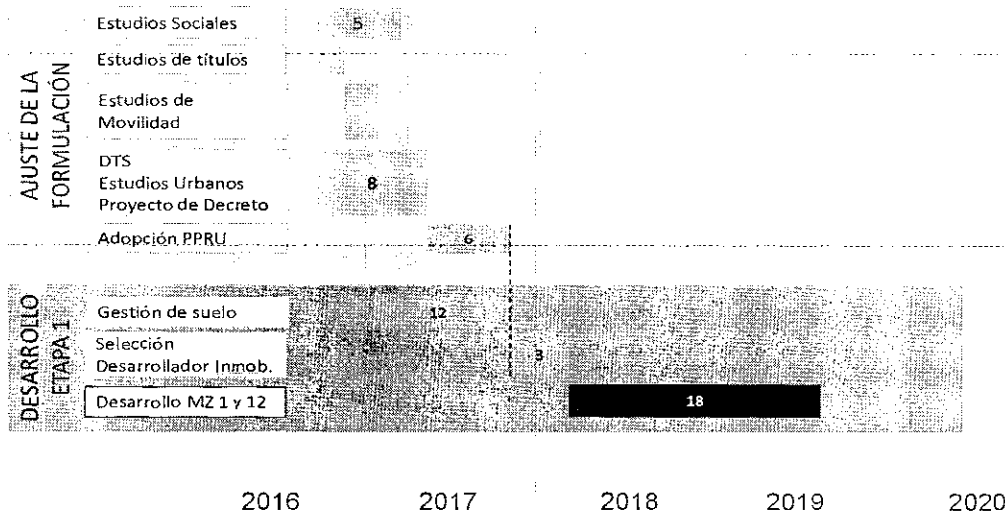 AJUSTE DE LA
FORMULACIÓN
Estudios Sociales
5
Estudios de títulos
Estudios de
Movilidad
DTS
Estudios Urbanos
Proyecto de Decreto
8
Adopción PPRU
6
DESARROLLO
ETAPA 1
Gestión de suelo
12
Selección
Desarrollador Inmob.
3
Desarrollo MZ 1 y 12
18
2016
2017
2018
2019
2020